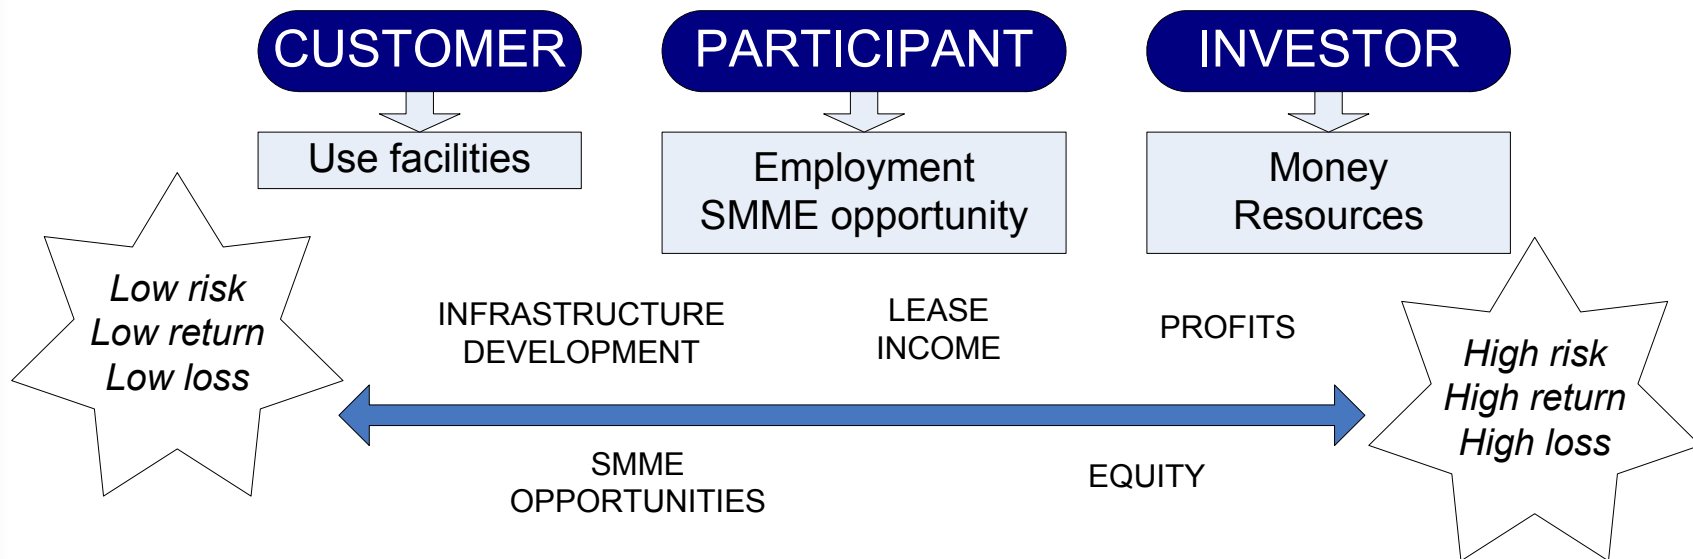 CUSTOMER
PARTICIPANT
INVESTOR
Use facilities
Employment
SMME opportunity
Money
Resources
Low risk
Low return
Low loss
INFRASTRUCTURE
DEVELOPMENT
LEASE
INCOME
PROFITS
High risk
High return
High loss
SMME
OPPORTUNITIES
EQUITY